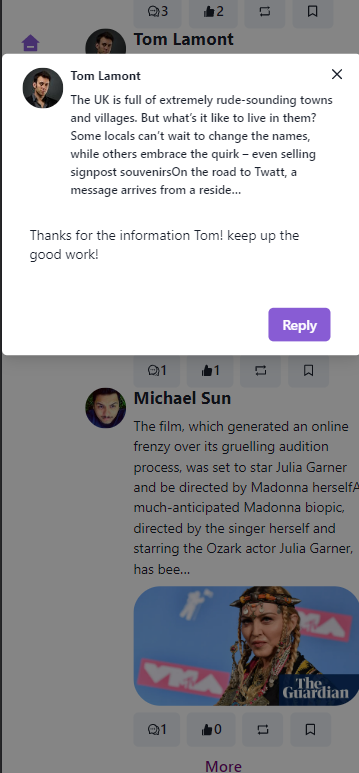 3 2
Tom Lamont
Tom Lamont
The UK is full of extremely rude-sounding towns
and villages. But what's it like to live in them?
Some locals can't wait to change the names,
while others embrace the quirk – even selling
signpost souvenirsOn the road to Twatt, a
message arrives from a reside...
Thanks for the information Tom! keep up the
good work!
Reply
1 1
Michael Sun
The film, which generated an online
frenzy over its gruelling audition
process, was set to star Julia Garner
and be directed by Madonna herselfA
much-anticipated Madonna biopic,
directed by the singer herself and
starring the Ozark actor Julia Garner,
has bee...
MA
The
Guardian
1 0
More